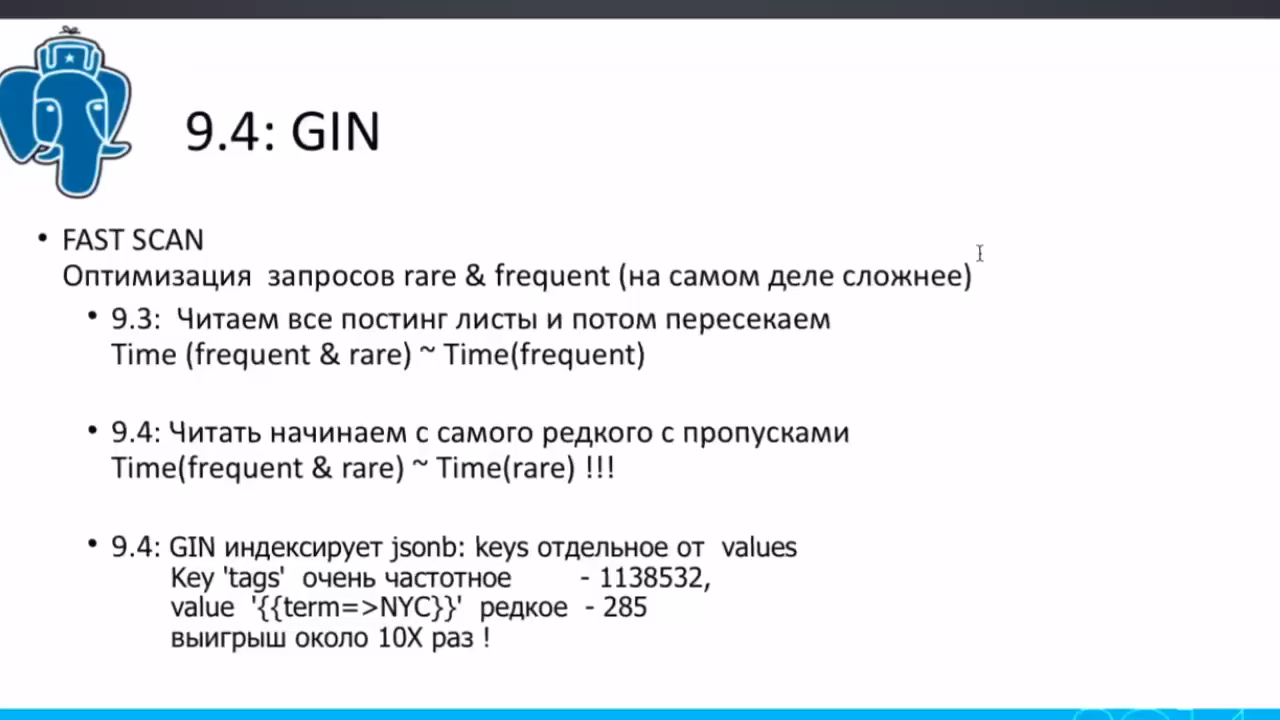 9.4: GIN
• FAST SCAN
Оптимизация запросов rare & frequent (на самом деле сложнее)
• 9.3: Читаем все постинг листы и потом пересекаем
Time (frequent & rare) ~ Time(frequent)
• 9.4: Читать начинаем с самого редкого с пропусками
Time(frequent & rare) ~ Time(rare) !!!
• 9.4: GIN индексирует jsonb: keys отдельное от values
Key 'tags' очень частотное - 1138532,
value '{{term=>NYC}}' редкое - 285
выигрыш около 10X раз !